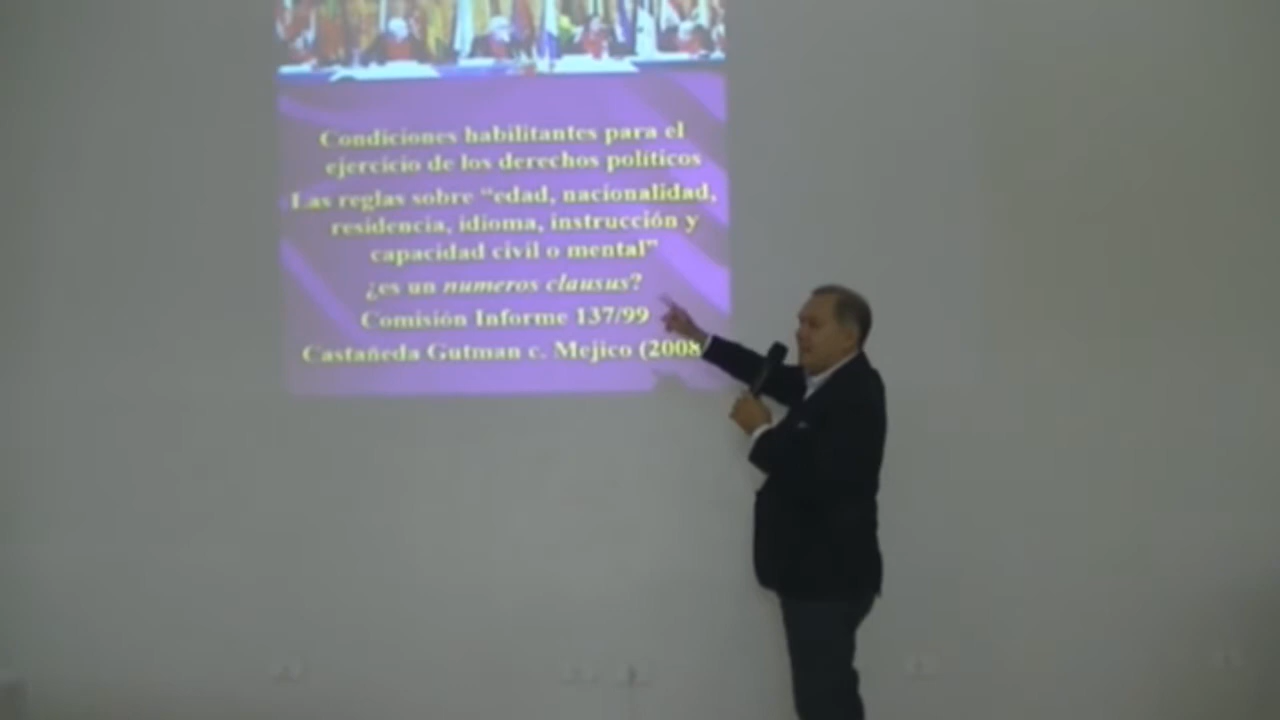 Condiciones habilitantes para el
ejercicio de los derechos políticos
Las reglas sobre “edad, nacionalidad,
residencia, idioma, instrucción y
capacidad civil o mental”
¿es un numeros clausus?
Comisión Informe 137/99
Castañeda Gutman c. Mejico (2008